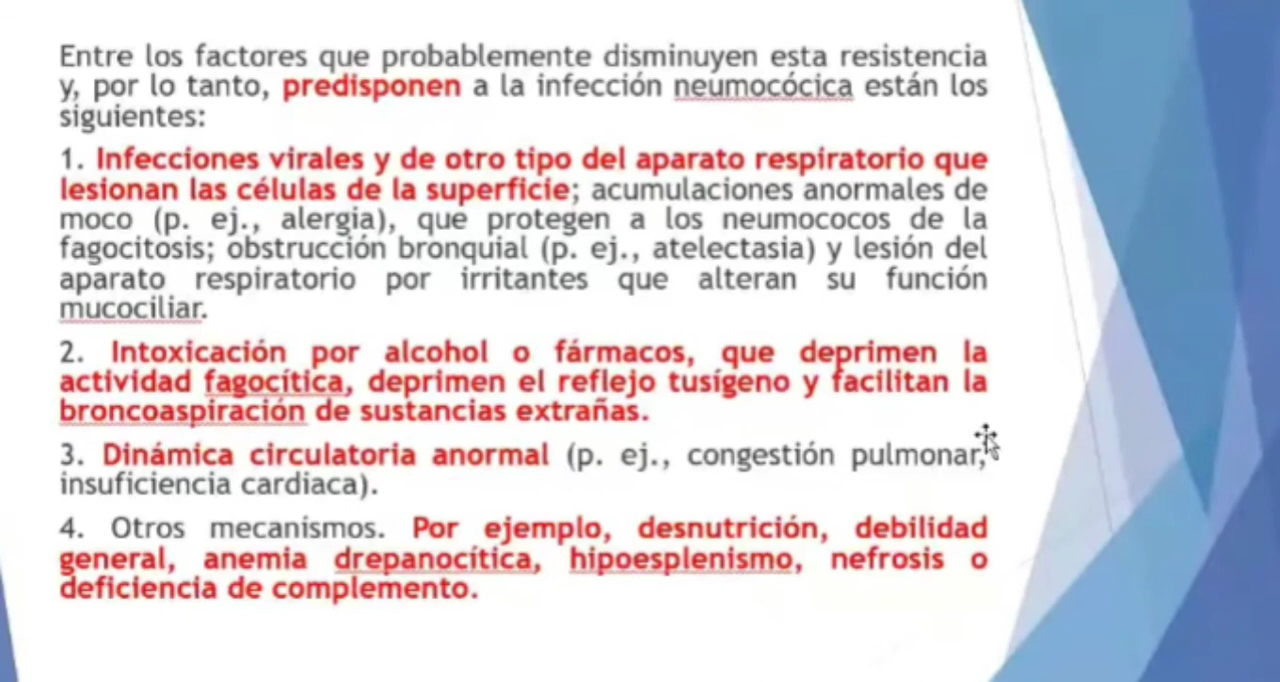 Entre los factores que probablemente disminuyen esta resistencia
y, por lo tanto, predisponen a la infección neumocócica están los
siguientes:
1. Infecciones virales y de otro tipo del aparato respiratorio que
lesionan las células de la superficie; acumulaciones anormales de
moco (p. ej., alergia), que protegen a los neumococos de la
fagocitosis; obstrucción bronquial (p. ej., atelectasia) y lesión del
aparato respiratorio por irritantes que alteran su función
mucociliar.
2. Intoxicación por alcohol o fármacos, que deprimen la
actividad fagocítica, deprimen el reflejo tusígeno y facilitan la
broncoaspiración de sustancias extrañas.
3. Dinámica circulatoria anormal (p. ej., congestión pulmonar,
insuficiencia cardiaca).
4. Otros mecanismos. Por ejemplo, desnutrición, debilidad
general, anemia drepanocítica, hipoesplenismo, nefrosis o
deficiencia de complemento.